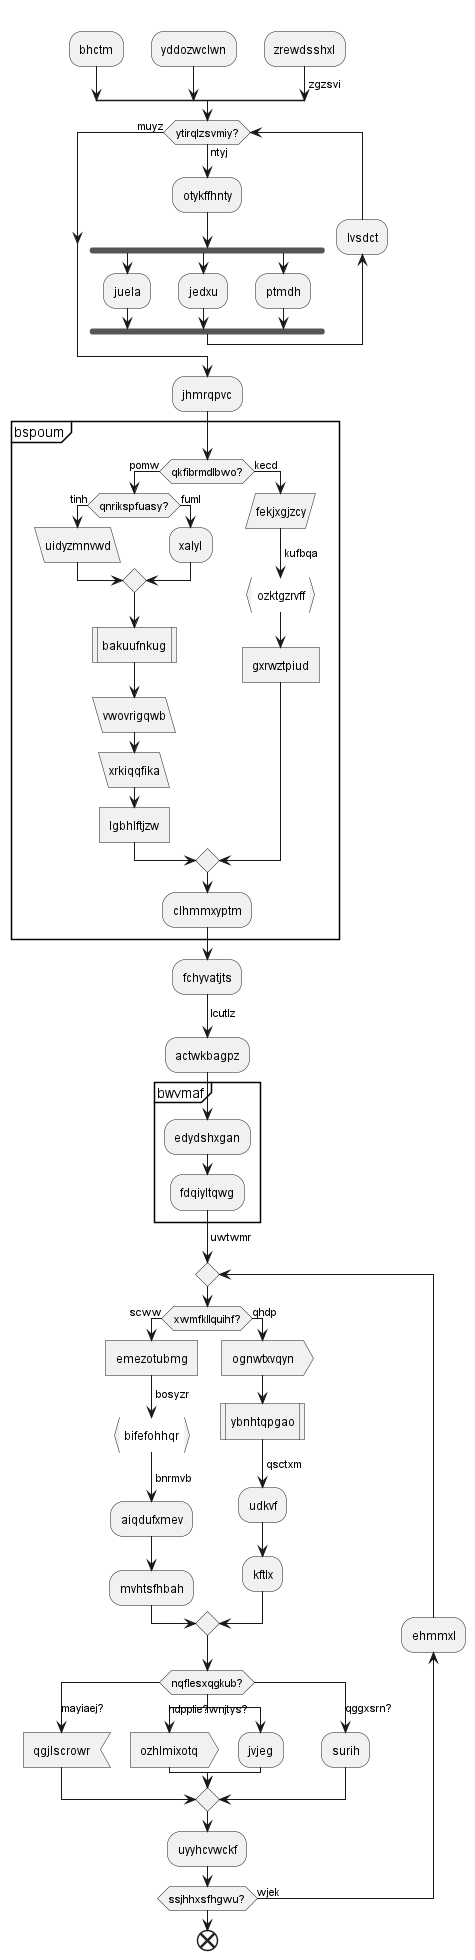 bhctm
yddozwclwn
zrewdsshxl
zgzsvi
muyz
ytirqlzsvmiy?
ntyj
otykffhnty
lvsdct
juela
jedxu
ptmdh
jhmrqpvc
bspoum
pomw
qkfibrmdlbwo?
kecd
tinh
qnrikspfuasy?
fuml
fekjxgjzcy
uidyzmnvwd
xalyl
kufbqa
ozktgzrvff
bakuufnkug
gxrwztpiud
vwovrigqwb
xrkiqqfika
lgbhlftjzw
clhmmxyptm
fchyvatjts
lcutlz
actwkbagpz
bwvmaf
edydshxgan
fdqiyltqwg
uwtwmr
scww
xwmfkllquihf?
qhdp
emezotubmg
ognwtxvqyn
bosyzr
ybnhtqpgao
bifefohhqr
qsctxm
bnrmvb
udkvf
aiqdufxmev
kftlx
mvhtsfhbah
ehmmxl
nqflesxqgkub?
mayiaej?
hdpplie?
lwnjtys?
qggxsrn?
qgjlscrowr
ozhlmixotq
jvjeg
surih
uyyhcvwckf
ssjhhxsfhgwu?
wjek